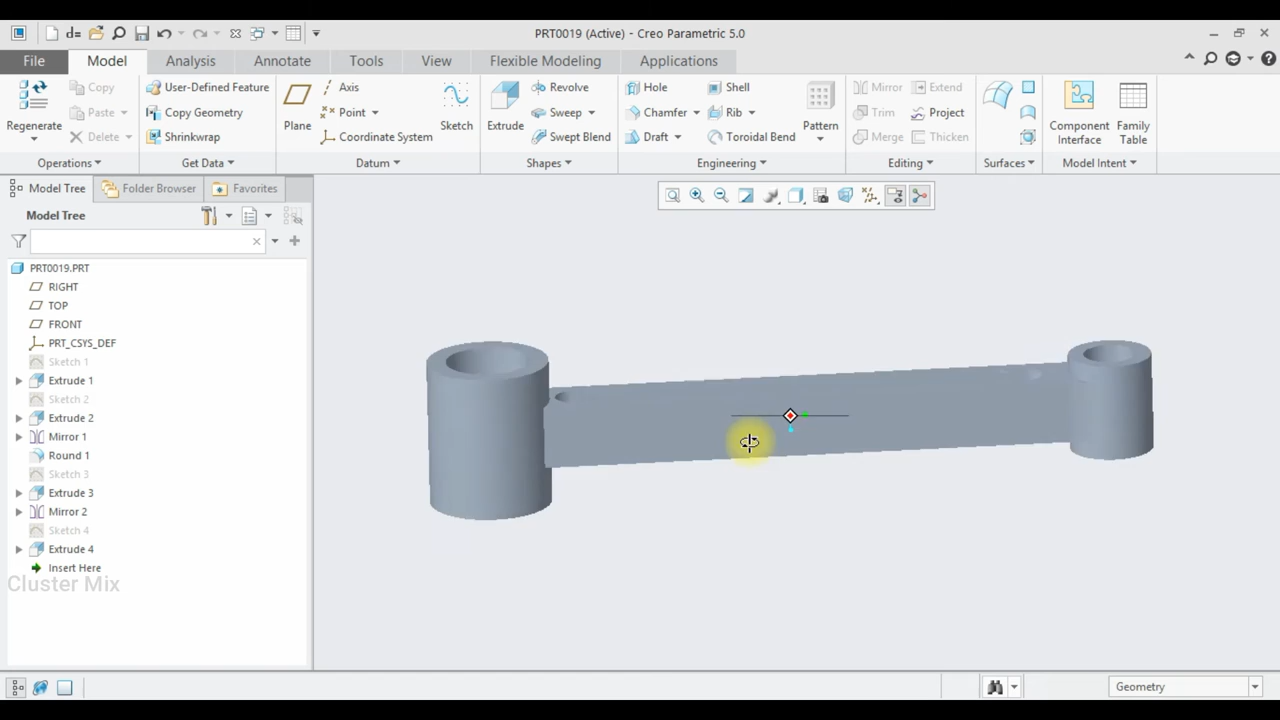 d=
PRT0019 (Active) - Creo Parametric 5.0
File Model Analysis Annotate Tools View Flexible Modeling Applications
Regenerate Copy Paste Delete
User-Defined Feature Copy Geometry Shrinkwrap
Plane Axis Point Coordinate System Sketch
Extrude Revolve Sweep Swept Blend
Hole Chamfer Draft Shell Rib Toroidal Bend Pattern
Mirror Trim Merge Extend Project Thicken
Component Interface Family Table
Operations Get Data Datum Shapes Engineering Editing Surfaces Model Intent
Model Tree Folder Browser Favorites
Model Tree
PRT0019.PRT
RIGHT
TOP
FRONT
PRT_CSYS_DEF
Sketch 1
Extrude 1
Sketch 2
Extrude 2
Mirror 1
Round 1
Sketch 3
Extrude 3
Mirror 2
Sketch 4
Extrude 4
Insert Here
Cluster Mix
Geometry